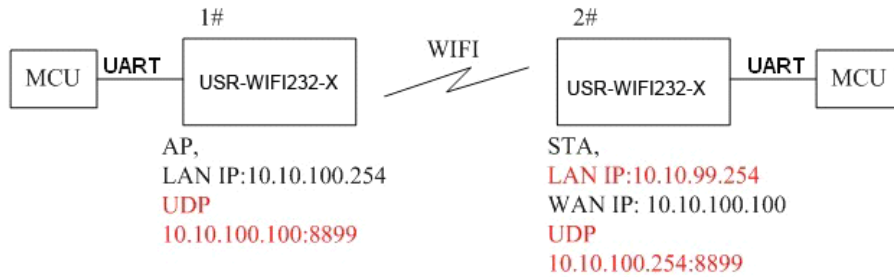 1#
2#
WIFI
MCU
UART
USR-WIFI232-X
USR-WIFI232-X
UART
MCU
AP,
LAN IP:10.10.100.254
UDP
10.10.100.100:8899
STA,
LAN IP:10.10.99.254
WAN IP: 10.10.100.100
UDP
10.10.100.254:8899